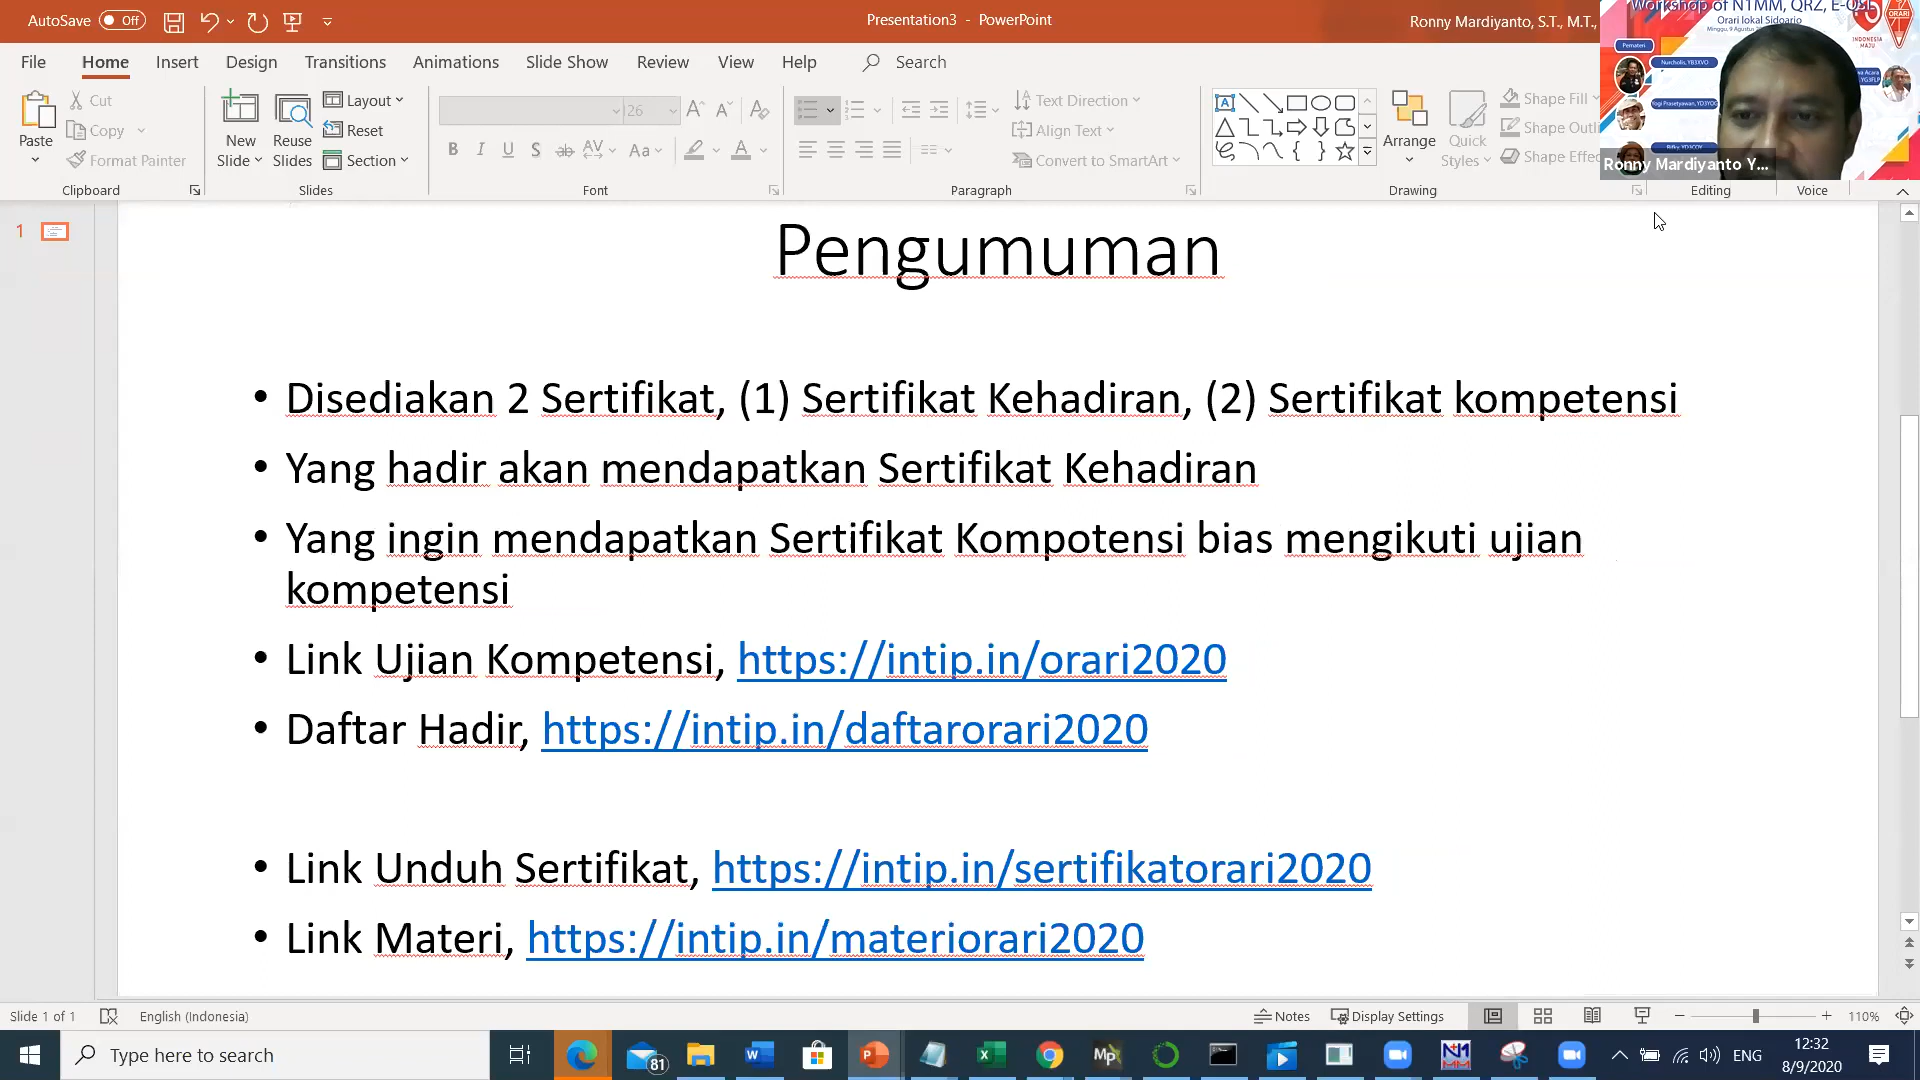 AutoSave Off
Presentation3 - PowerPoint
Ronny Mardiyanto, S.T., M.T.,
File Home Insert Design Transitions Animations Slide Show Review View Help Search
Paste
Cut
Copy
Format Painter
Clipboard
New Slide
Reuse Slides
Layout
Reset
Section
Slides
26
Font
Text Direction
Align Text
Convert to SmartArt
Paragraph
Arrange
Quick Styles
Shape Fill
Shape Outl
Shape Effec
Drawing
Editing
Voice
Workshop of N1MM, QRZ, E-QSL
Orari lokal Sidoarjo
Minggu, 9 Agustus
Pemateri
Nurcholis, YB3XVO
Yogi Prasetyawan, YD3YOG
ORARI
INDONESIA MAJU
Ronny Mardiyanto Y...
1
Pengumuman
• Disediakan 2 Sertifikat, (1) Sertifikat Kehadiran, (2) Sertifikat kompetensi
• Yang hadir akan mendapatkan Sertifikat Kehadiran
• Yang ingin mendapatkan Sertifikat Kompotensi bias mengikuti ujian
kompetensi
• Link Ujian Kompetensi, https://intip.in/orari2020
• Daftar Hadir, https://intip.in/daftarorari2020
• Link Unduh Sertifikat, https://intip.in/sertifikatorari2020
• Link Materi, https://intip.in/materiorari2020
Slide 1 of 1
English (Indonesia)
Notes
Display Settings
110%
Type here to search
81
ENG
12:32
8/9/2020